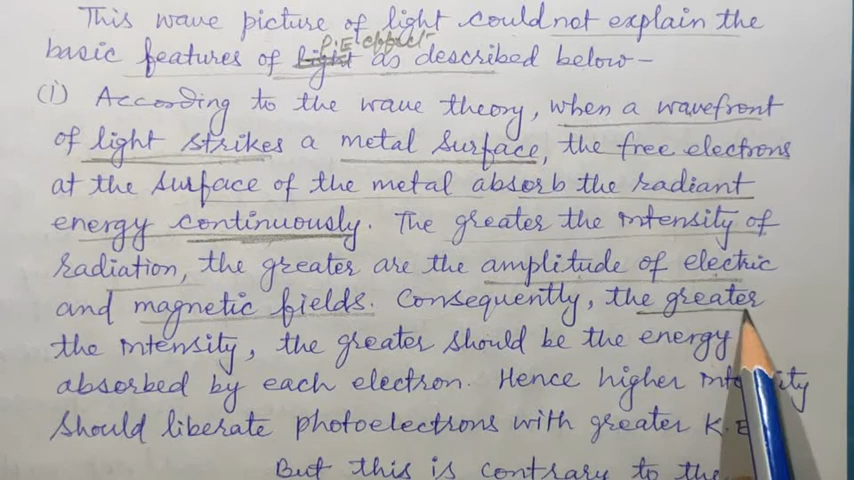 This wave picture of light could not explain the
P.E effect
basic features of light as described below -
(i) According to the wave theory, when a wavefront
of light strikes a metal surface, the free electrons
at the surface of the metal absorb the radiant
energy continuously. The greater the intensity of
radiation, the greater are the amplitude of electric
and magnetic fields. Consequently, the greater
the intensity, the greater should be the energy
absorbed by each electron. Hence higher intensity
should liberate photoelectrons with greater K.E
But this is contrary to the